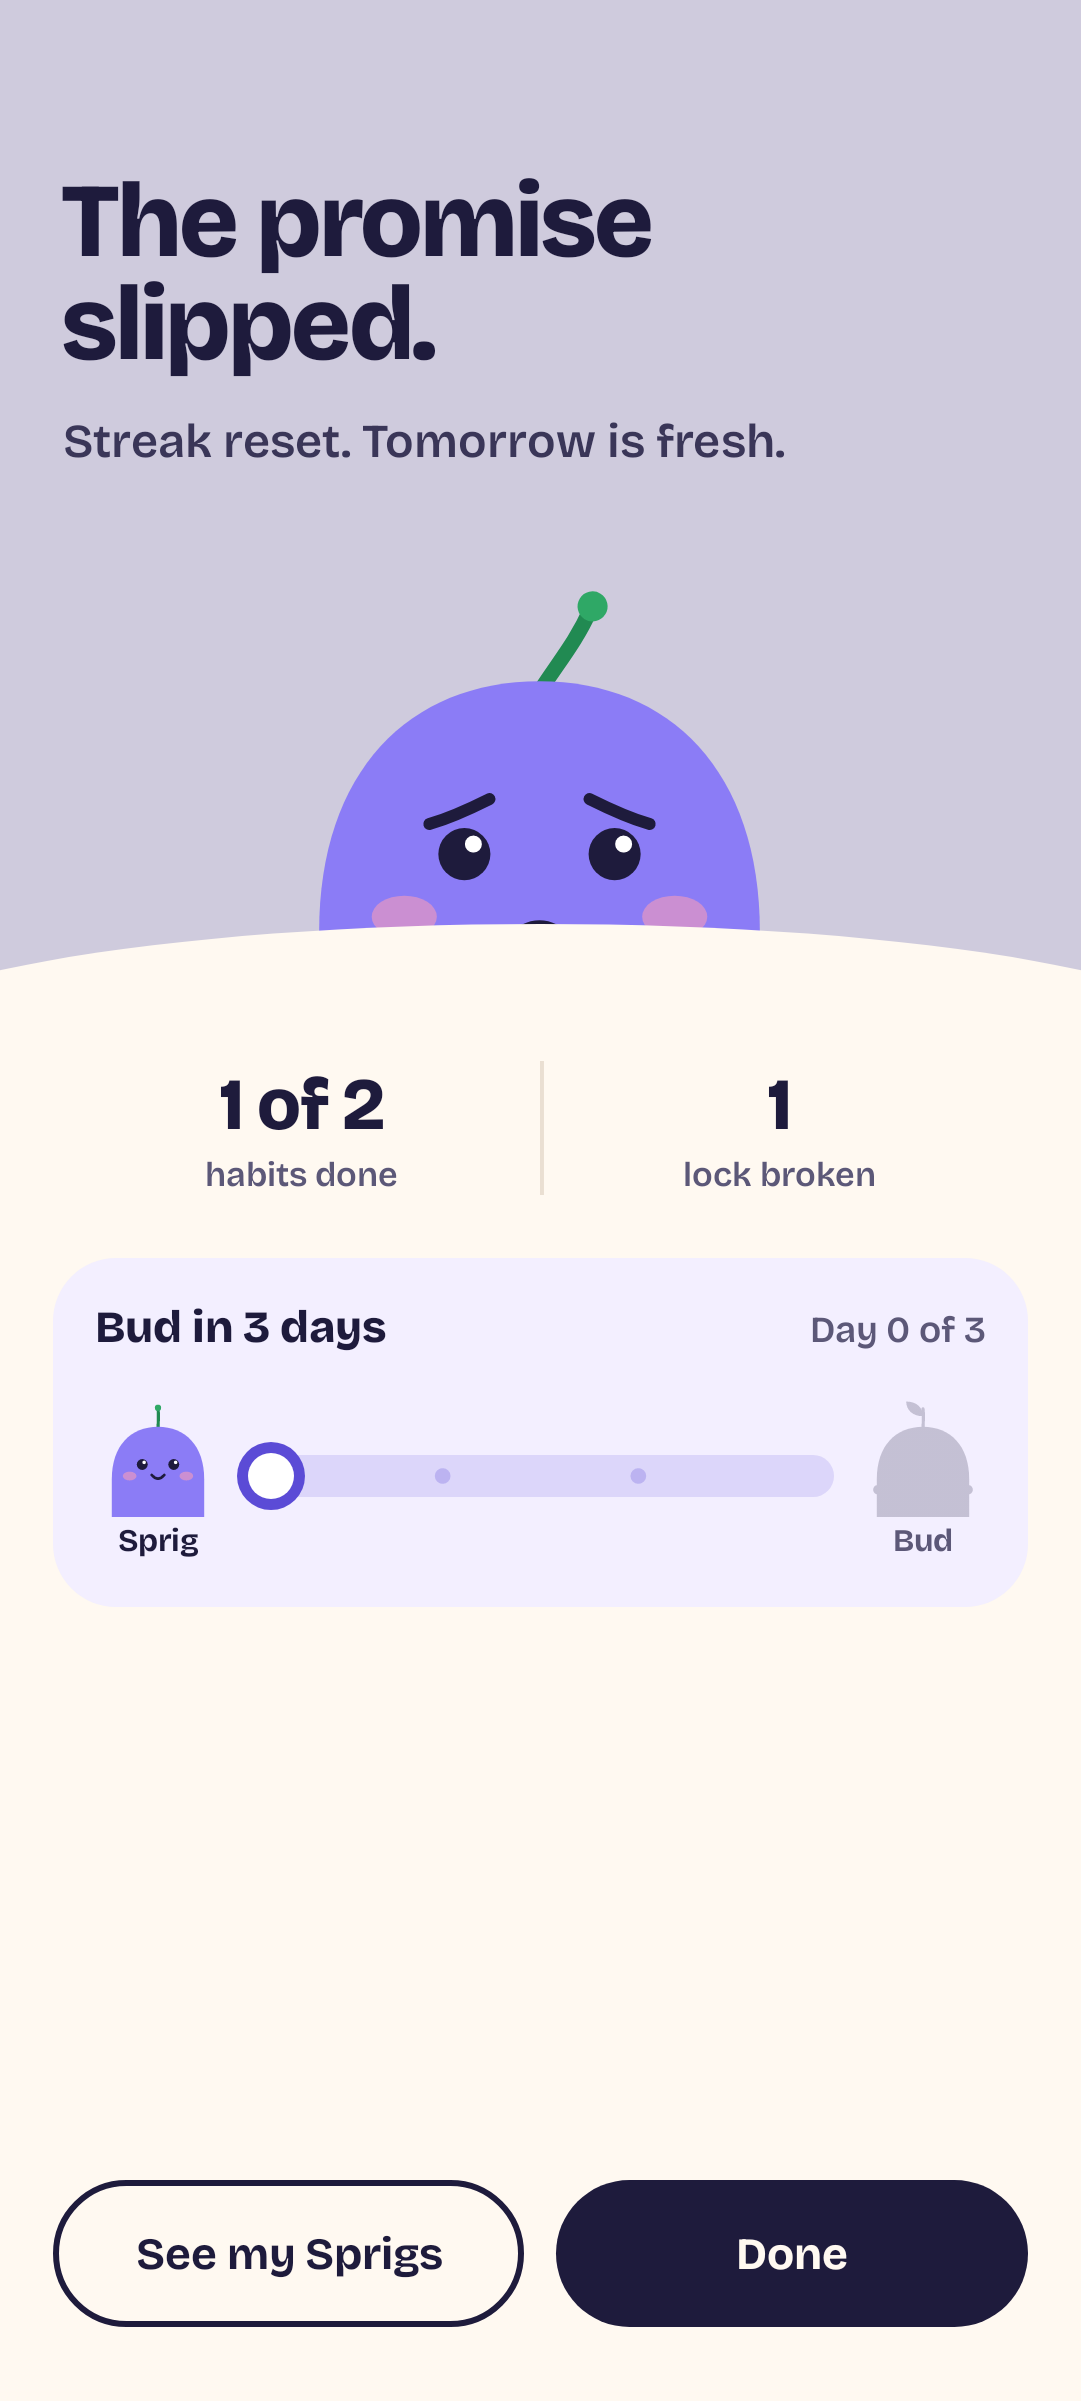 The promise
slipped.
Streak reset. Tomorrow is fresh.
1 of 2
habits done
1
lock broken
Bud in 3 days
Day 0 of 3
Sprig
Bud
See my Sprigs
Done